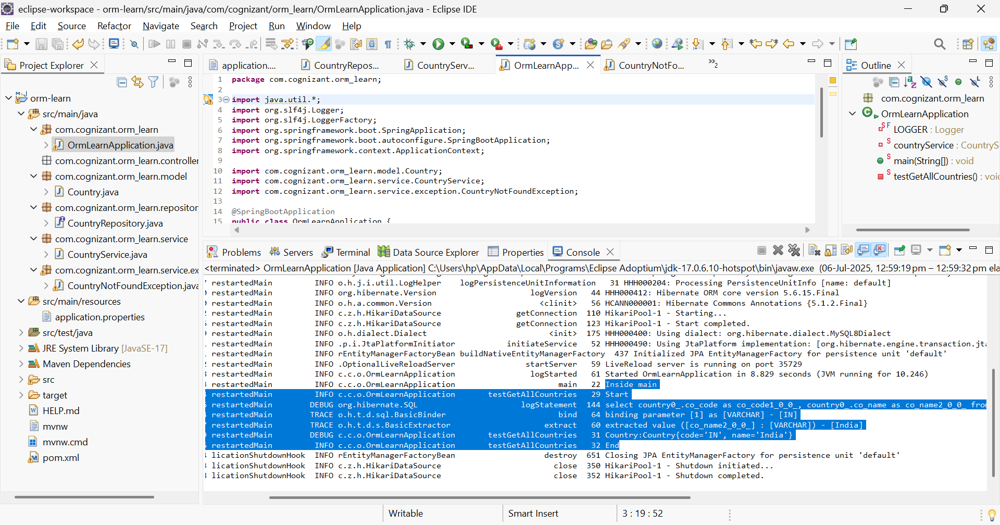 eclipse-workspace - orm-learn/src/main/java/com/cognizant/orm_learn/OrmLearnApplication.java - Eclipse IDE
File Edit Source Refactor Navigate Search Project Run Window Help
Project Explorer
orm-learn
src/main/java
com.cognizant.orm_learn
OrmLearnApplication.java
com.cognizant.orm_learn.controller
com.cognizant.orm_learn.model
Country.java
com.cognizant.orm_learn.repositor
CountryRepository.java
com.cognizant.orm_learn.service
CountryService.java
com.cognizant.orm_learn.service.ex
CountryNotFoundException.java
src/main/resources
application.properties
src/test/java
JRE System Library [JavaSE-17]
Maven Dependencies
src
target
HELP.md
mvnw
mvnw.cmd
pom.xml
application.... CountryRepos... CountryServ... OrmLearnApp... CountryNotFo... »2
1 package com.cognizant.orm_learn;
2
3 import java.util.*;
4 import org.slf4j.Logger;
5 import org.slf4j.LoggerFactory;
6 import org.springframework.boot.SpringApplication;
7 import org.springframework.boot.autoconfigure.SpringBootApplication;
8 import org.springframework.context.ApplicationContext;
9
10 import com.cognizant.orm_learn.model.Country;
11 import com.cognizant.orm_learn.service.CountryService;
12 import com.cognizant.orm_learn.service.exception.CountryNotFoundException;
13
14 @SpringBootApplication
15 public class OrmLearnApplication {
Outline
com.cognizant.orm_learn
OrmLearnApplication
LOGGER : Logger
countryService : CountryS
main(String[]) : void
testGetAllCountries() : voi
Problems Servers Terminal Data Source Explorer Properties Console
<terminated> OrmLearnApplication [Java Application] C:\Users\hp\AppData\Local\Programs\Eclipse Adoptium\jdk-17.0.6.10-hotspot\bin\javaw.exe (06-Jul-2025, 12:59:19 pm – 12:59:32 pm ela
restartedMain INFO o.h.j.i.util.LogHelper logPersistenceUnitInformation 31 HHH000204: Processing PersistenceUnitInfo [name: default]
restartedMain INFO org.hibernate.Version logVersion 44 HHH000412: Hibernate ORM core version 5.6.15.Final
restartedMain INFO o.h.a.common.Version <clinit> 56 HCANN000001: Hibernate Commons Annotations {5.1.2.Final}
restartedMain INFO c.z.h.HikariDataSource getConnection 110 HikariPool-1 - Starting...
restartedMain INFO c.z.h.HikariDataSource getConnection 123 HikariPool-1 - Start completed.
restartedMain INFO o.h.dialect.Dialect <init> 175 HHH000400: Using dialect: org.hibernate.dialect.MySQL8Dialect
restartedMain INFO .p.i.JtaPlatformInitiator initiateService 52 HHH000490: Using JtaPlatform implementation: [org.hibernate.engine.transaction.jt
restartedMain INFO rEntityManagerFactoryBean buildNativeEntityManagerFactory 437 Initialized JPA EntityManagerFactory for persistence unit 'default'
restartedMain INFO .OptionalLiveReloadServer startServer 59 LiveReload server is running on port 35729
restartedMain INFO c.c.o.OrmLearnApplication logStarted 61 Started OrmLearnApplication in 8.829 seconds (JVM running for 10.246)
restartedMain INFO c.c.o.OrmLearnApplication main 22 Inside main
restartedMain INFO c.c.o.OrmLearnApplication testGetAllCountries 29 Start
restartedMain DEBUG org.hibernate.SQL logStatement 144 select country0_.co_code as co_code1_0_0_, country0_.co_name as co_name2_0_0_ fro
restartedMain TRACE o.h.t.d.sql.BasicBinder bind 64 binding parameter [1] as [VARCHAR] - [IN]
restartedMain TRACE o.h.t.d.s.BasicExtractor extract 60 extracted value ([co_name2_0_0_] : [VARCHAR]) - [India]
restartedMain DEBUG c.c.o.OrmLearnApplication testGetAllCountries 31 Country:Country{code='IN', name='India'}
restartedMain INFO c.c.o.OrmLearnApplication testGetAllCountries 32 End
licationShutdownHook INFO rEntityManagerFactoryBean destroy 651 Closing JPA EntityManagerFactory for persistence unit 'default'
licationShutdownHook INFO c.z.h.HikariDataSource close 350 HikariPool-1 - Shutdown initiated...
licationShutdownHook INFO c.z.h.HikariDataSource close 352 HikariPool-1 - Shutdown completed.
Writable Smart Insert 3 : 19 : 52